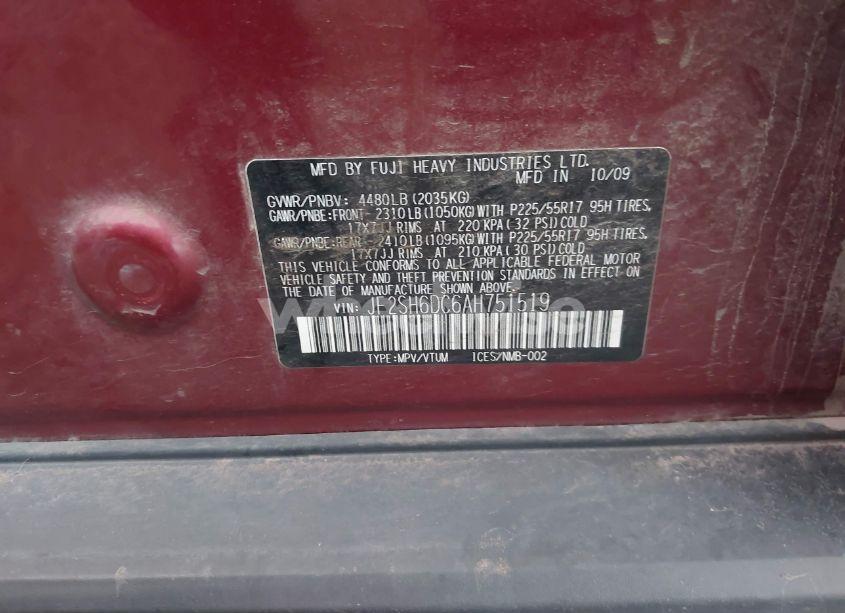 MFD BY FUJI HEAVY INDUSTRIES LTD.
MFD IN 10/09
GVWR/PNBV: 4480LB (2035KG)
GAWR/PNBE:FRONT 2310LB (1050KG) WITH P225/55R17 95H TIRES,
17X7JJ RIMS AT 220 KPA ( 32 PSI) COLD
GAWR/PNBE:REAR 2410LB (1095KG) WITH P225/55R17 95H TIRES,
17X7JJ RIMS AT 210 KPA ( 30 PSI) COLD
THIS VEHICLE CONFORMS TO ALL APPLICABLE FEDERAL MOTOR
VEHICLE SAFETY AND THEFT PREVENTION STANDARDS IN EFFECT ON
THE DATE OF MANUFACTURE SHOWN ABOVE.
VIN: JF2SH6DC6AH751519
TYPE:MPV/VTUM ICES/NMB-002